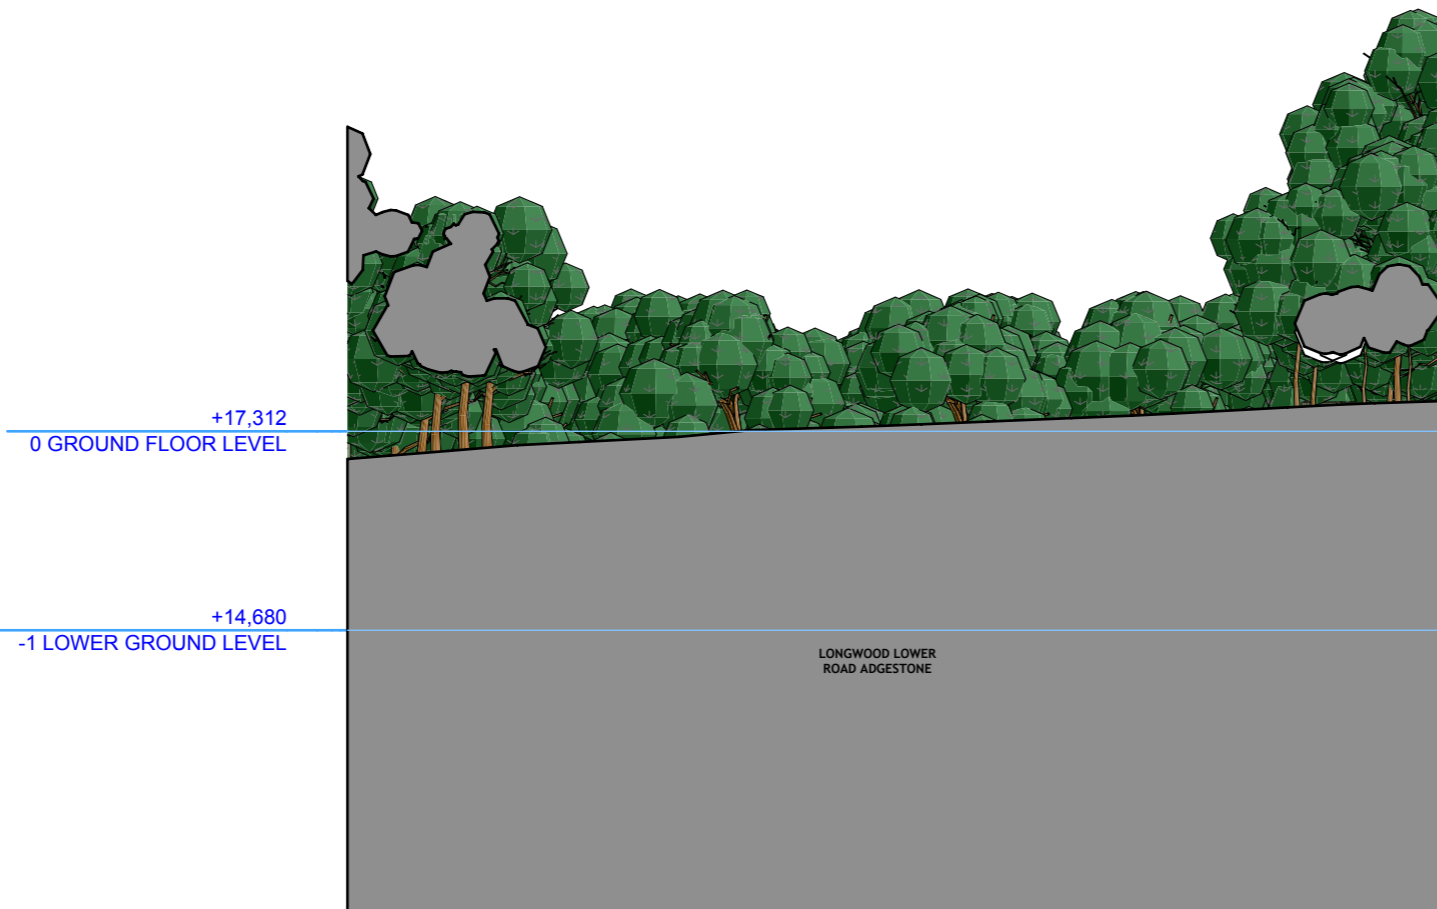 +17,312
0 GROUND FLOOR LEVEL
+14,680
-1 LOWER GROUND LEVEL
LONGWOOD LOWER
ROAD ADGESTONE